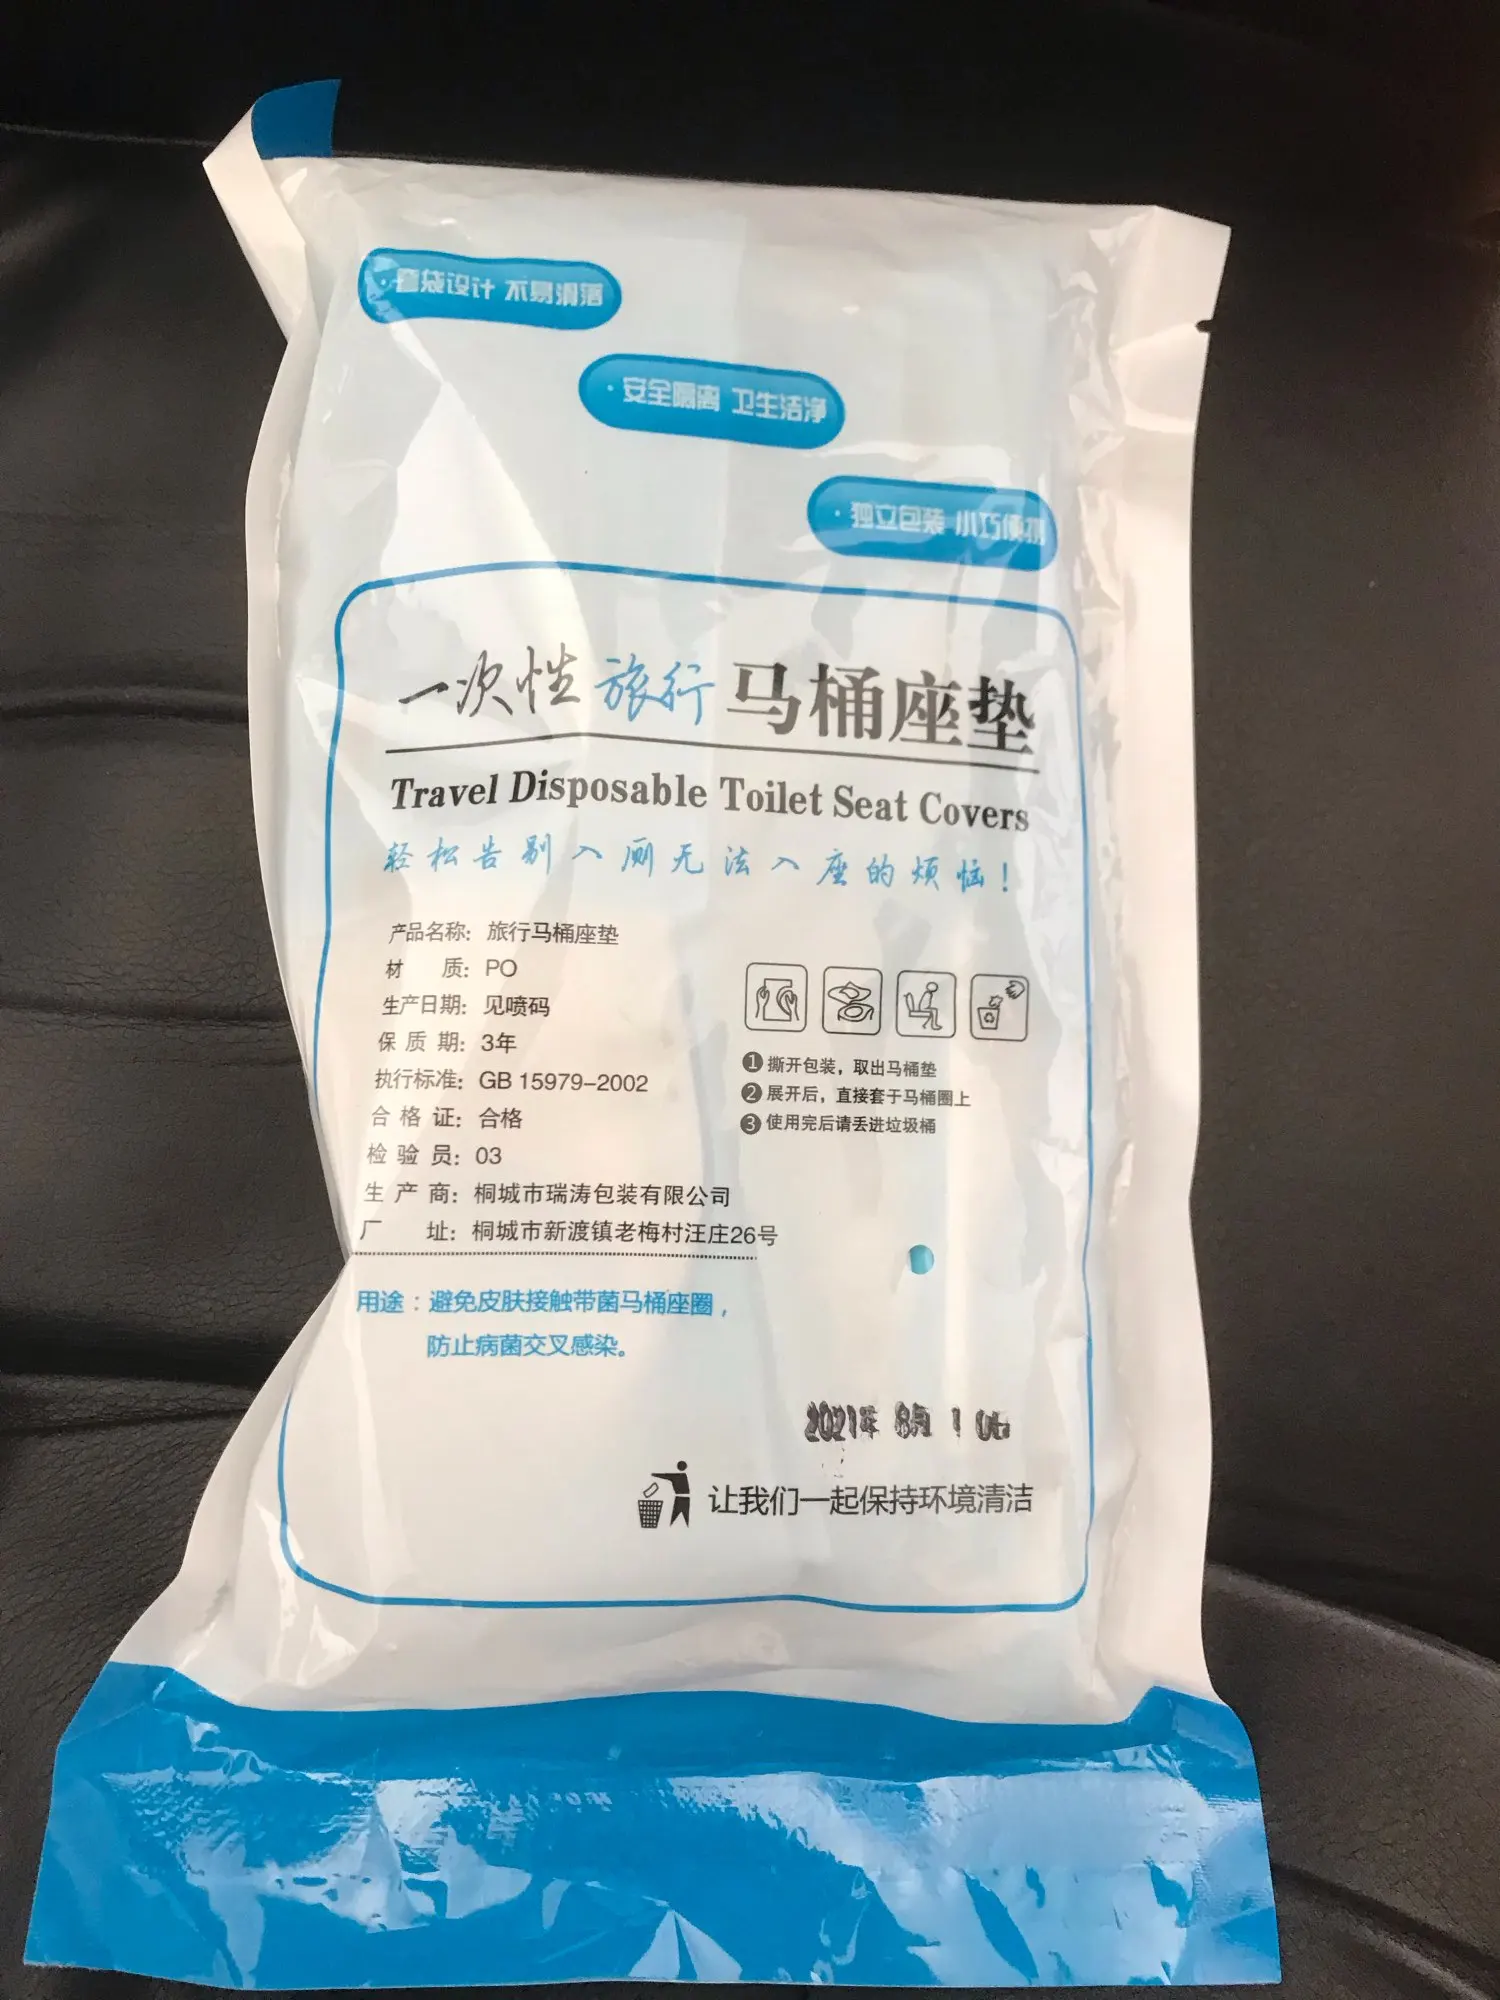 · 套袋设计 不易滑落
· 安全隔离 卫生洁净
· 独立包装 小巧便利
一次性旅行马桶座垫
Travel Disposable Toilet Seat Covers
轻松告别入厕无法入座的烦恼！
产品名称：旅行马桶座垫
材 质：PO
生产日期：见喷码
保质期：3年
执行标准：GB 15979-2002
合格证：合格
检验员：03
生产商：桐城市瑞涛包装有限公司
厂 址：桐城市新渡镇老梅村汪庄26号
❶撕开包装，取出马桶垫
❷展开后，直接套于马桶圈上
❸使用完后请丢进垃圾桶
用途：避免皮肤接触带菌马桶座圈，
防止病菌交叉感染。
2021年 8月 1
让我们一起保持环境清洁